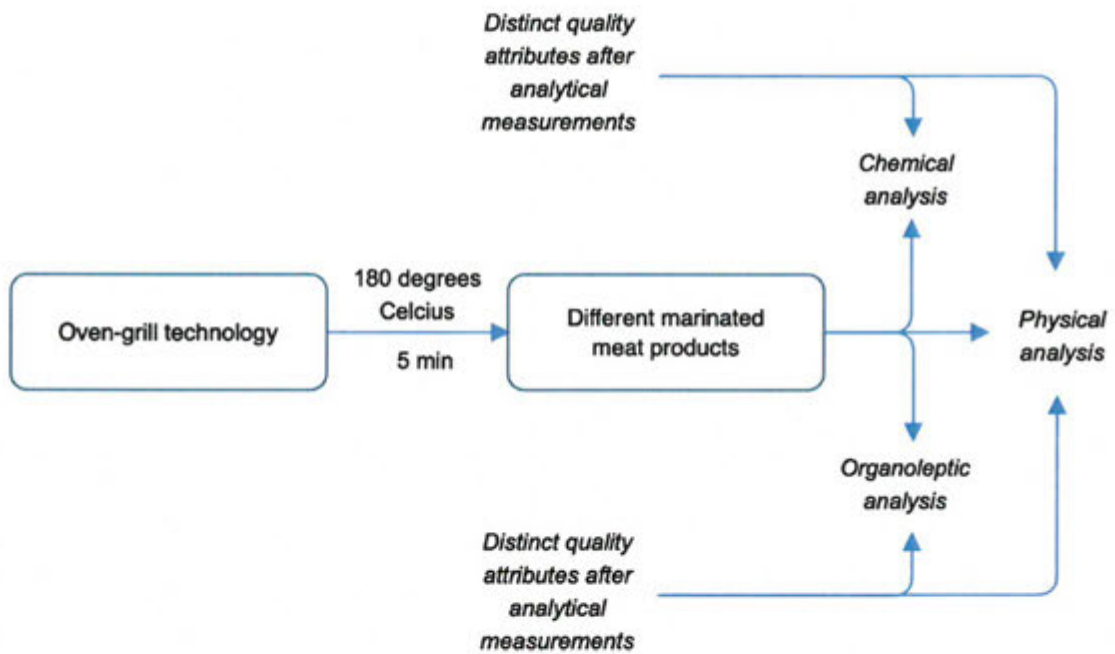 Distinct quality
attributes after
analytical
measurements
Chemical
analysis
180 degrees
Celcius
5 min
Oven-grill technology
Different marinated
meat products
Physical
analysis
Organoleptic
analysis
Distinct quality
attributes after
analytical
measurements